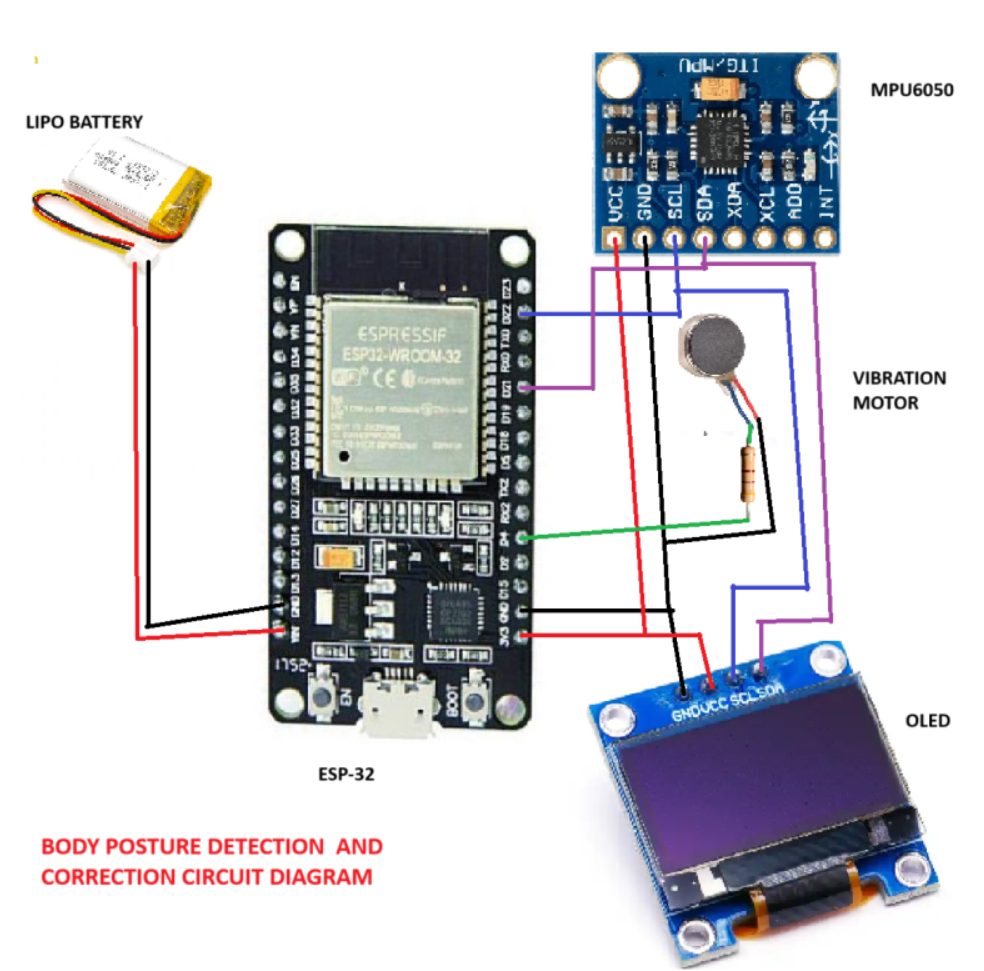 ITG/MPU
MPU6050
LIPO BATTERY
VCC
GND
SCL
SDA
XDA
XCL
ADD
INT
EN
VP
VN
D34
D35
D32
D33
D25
D26
D27
D14
D12
D13
GND
VIN
D23
D22
TX0
RX0
D21
D19
D18
D5
TX2
RX2
D4
D2
D15
GND
3V3
ESPRESSIF
ESP32-WROOM-32
CE
VIBRATION
MOTOR
EN
BOOT
GND VCC SCL SDA
OLED
ESP-32
BODY POSTURE DETECTION AND
CORRECTION CIRCUIT DIAGRAM